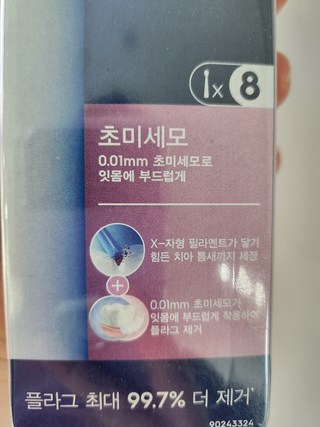 x 8
초미세모
0.01mm 초미세모로
잇몸에 부드럽게
X-자형 필라멘트가 닿기
힘든 치아 틈새까지 세정
+
0.01mm 초미세모가
잇몸에 부드럽게 작용하여
플라그 제거
플라그 최대 99.7% 더 제거*
90243324